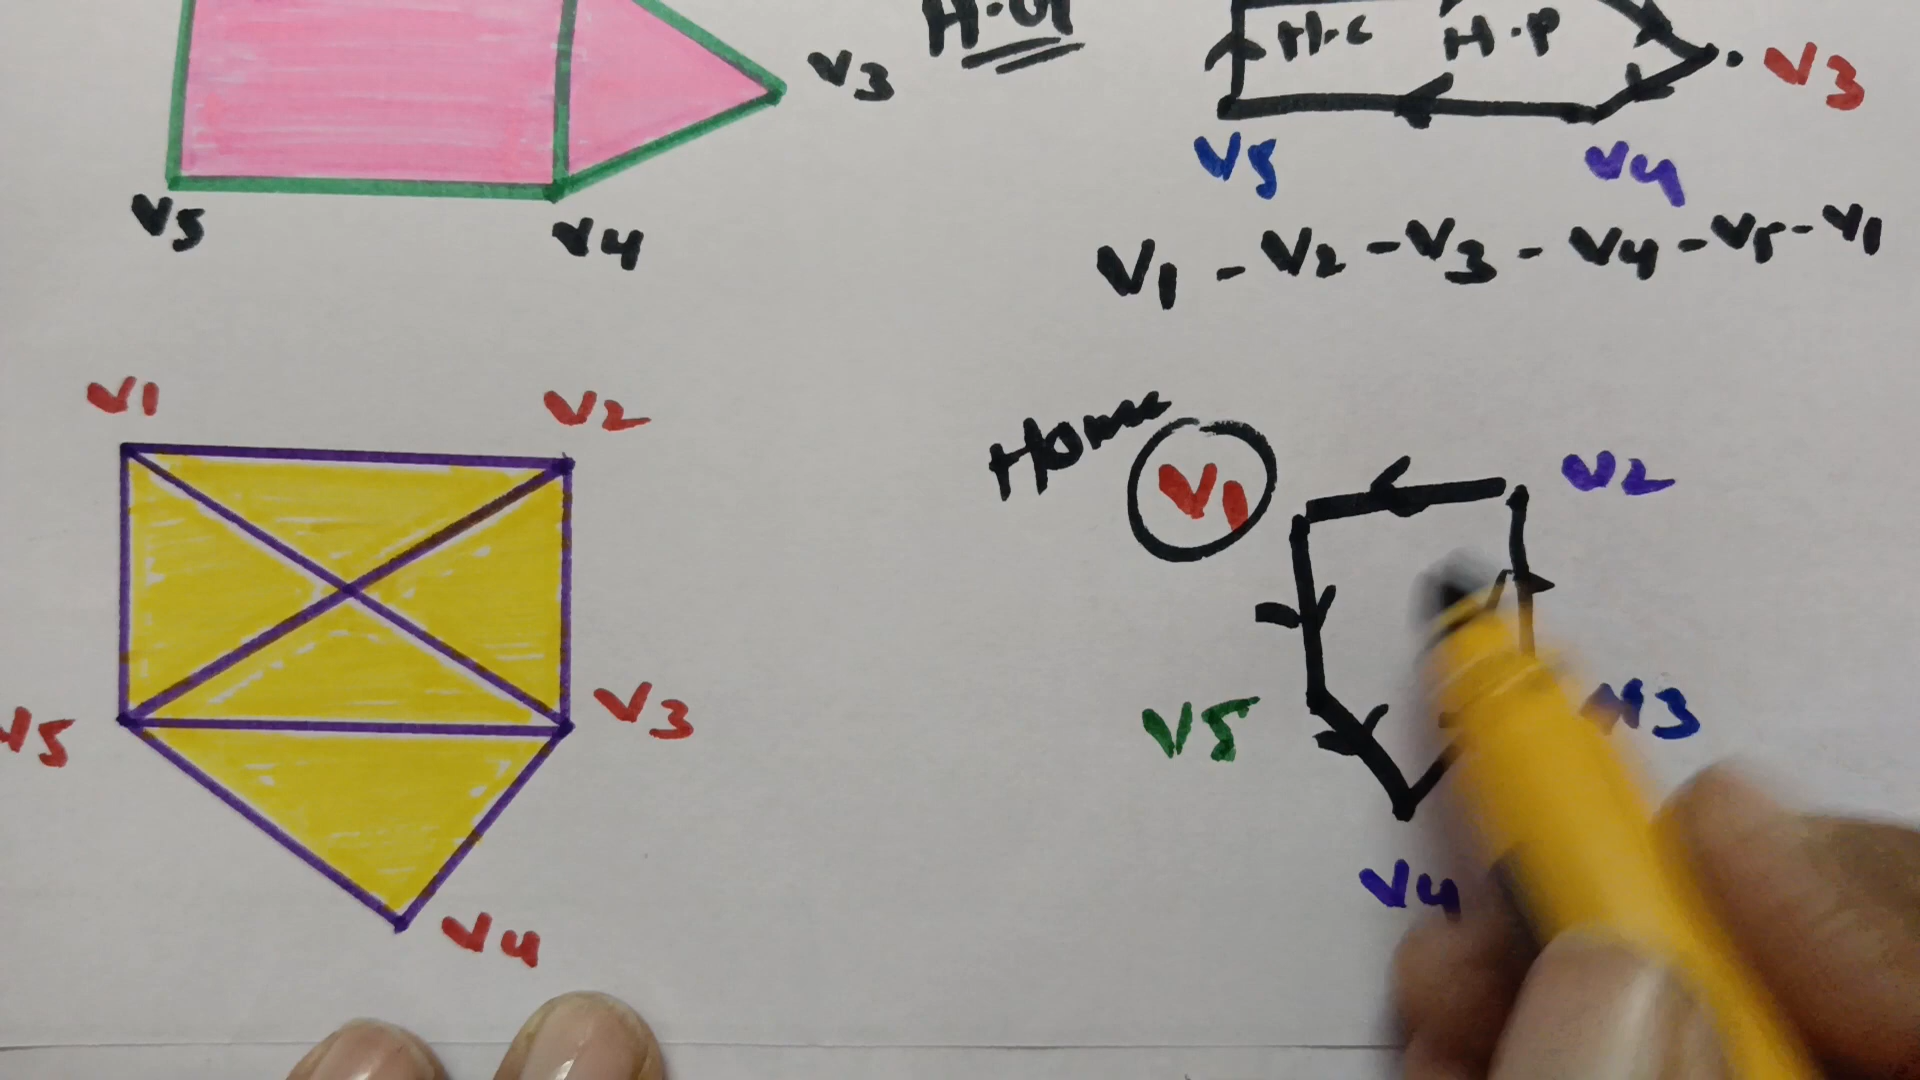 H.G
H.C H.P
V3
V3
V5 V4
V5 V4
V1 - V2 - V3 - V4 - V5 - V1
V1 V2
Home V1 V2
V5 V3
V5 V3
V4
V4